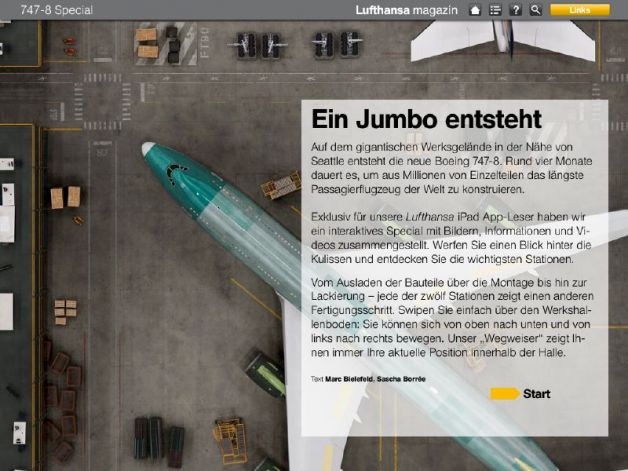 747-8 Special
Lufthansa magazin
?
Links
Ein Jumbo entsteht
Auf dem gigantischen Werksgelände in der Nähe von
Seattle entsteht die neue Boeing 747-8. Rund vier Monate
dauert es, um aus Millionen von Einzelteilen das längste
Passagierflugzeug der Welt zu konstruieren.
Exklusiv für unsere Lufthansa iPad App-Leser haben wir
ein interaktives Special mit Bildern, Informationen und Vi-
deos zusammengestellt. Werfen Sie einen Blick hinter die
Kulissen und entdecken Sie die wichtigsten Stationen.
Vom Ausladen der Bauteile über die Montage bis hin zur
Lackierung – jede der zwölf Stationen zeigt einen anderen
Fertigungsschritt. Swipen Sie einfach über den Werkshal-
lenboden: Sie können sich von oben nach unten und von
links nach rechts bewegen. Unser „Wegweiser“ zeigt Ih-
nen immer Ihre aktuelle Position innerhalb der Halle.
Text Marc Bielefeld, Sascha Borrée
Start